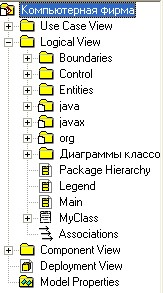 Компьютерная фирма
Use Case View
Logical View
Boundaries
Control
Entities
java
javax
org
Диаграммы классо
Package Hierarchy
Legend
Main
MyClass
Associations
Component View
Deployment View
Model Properties